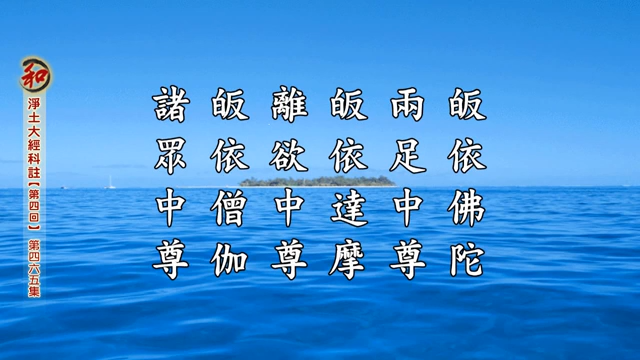 皈依佛陀
兩足中尊
皈依達摩
離欲中尊
皈依僧伽
諸眾中尊
和
淨土大經科註【第四回】 第四六五集